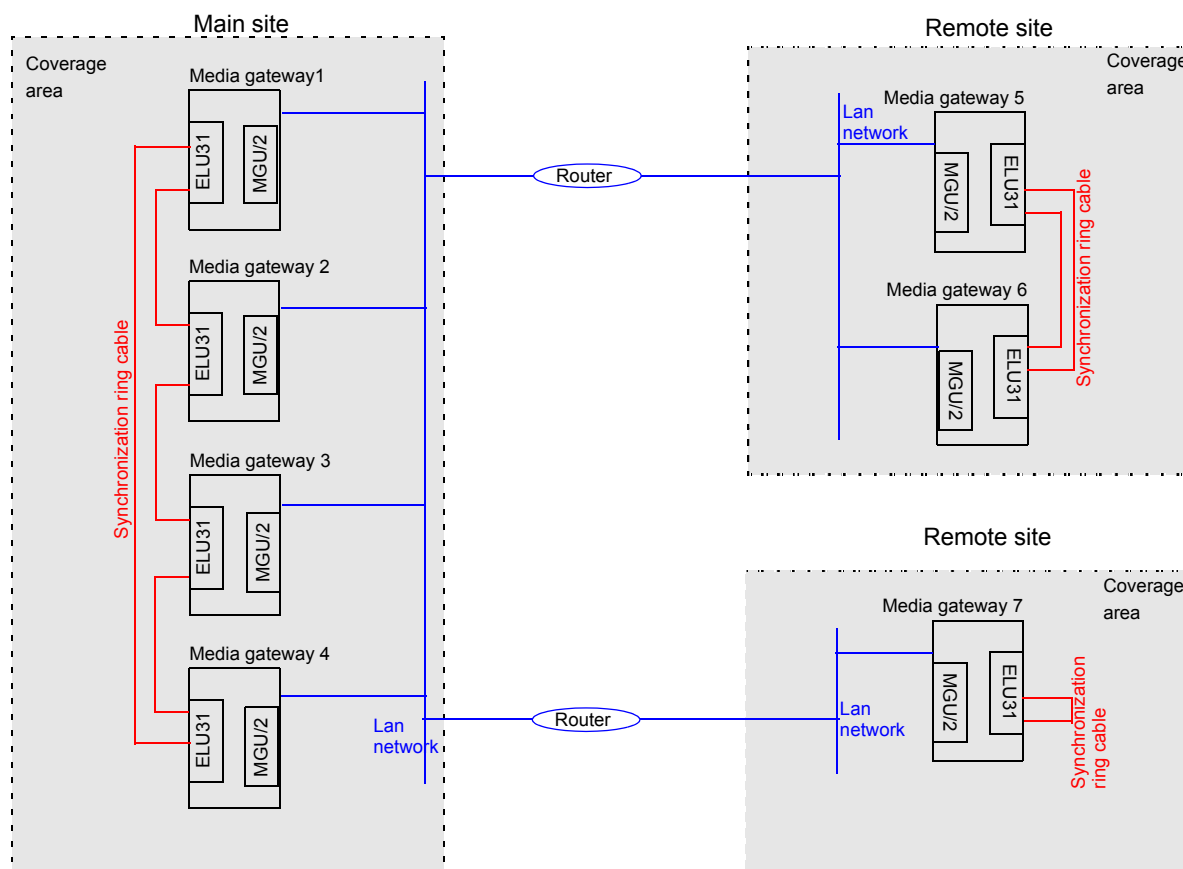 Main site
Coverage
area
Media gateway1
ELU31
MGU/2
Media gateway 2
ELU31
MGU/2
Media gateway 3
ELU31
MGU/2
Media gateway 4
ELU31
MGU/2
Synchronization ring cable
Lan
network
Router
Router
Remote site
Coverage
area
Lan
network
Media gateway 5
MGU/2
ELU31
Media gateway 6
MGU/2
ELU31
Synchronization ring cable
Remote site
Coverage
area
Media gateway 7
MGU/2
ELU31
Lan
network
Synchronization
ring cable